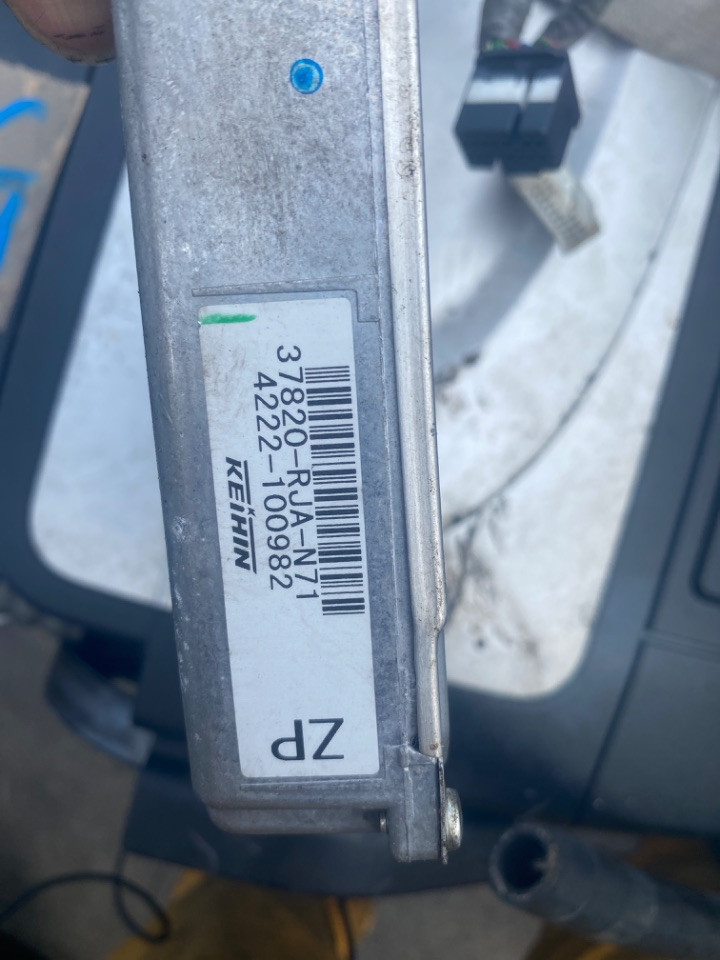 37820-RJA-N71
4222-100982
KEIHIN
ZP